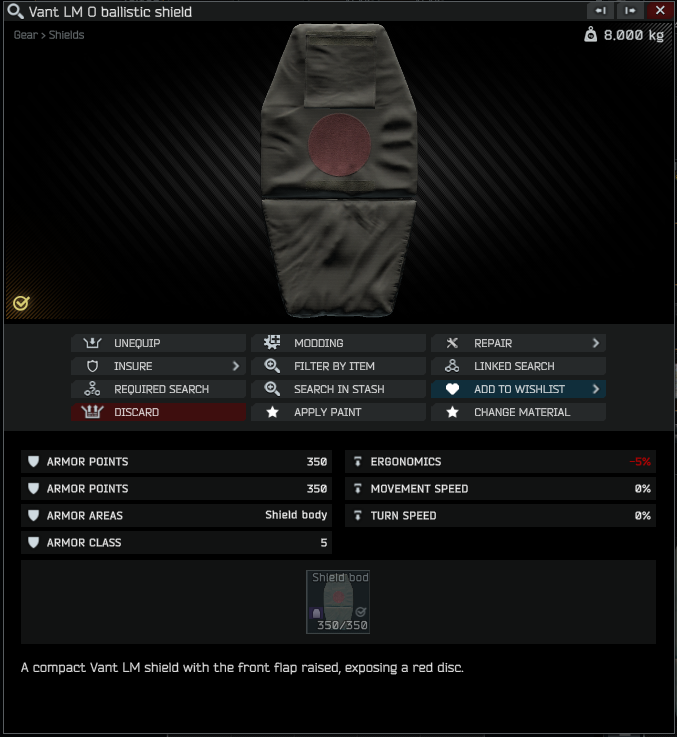 Vant LM O ballistic shield
Gear > Shields
8.000 kg
UNEQUIP
MODDING
REPAIR
INSURE
FILTER BY ITEM
LINKED SEARCH
REQUIRED SEARCH
SEARCH IN STASH
ADD TO WISHLIST
DISCARD
APPLY PAINT
CHANGE MATERIAL
ARMOR POINTS 350
ERGONOMICS -5%
ARMOR POINTS 350
MOVEMENT SPEED 0%
ARMOR AREAS Shield body
TURN SPEED 0%
ARMOR CLASS 5
Shield bod
350/350
A compact Vant LM shield with the front flap raised, exposing a red disc.